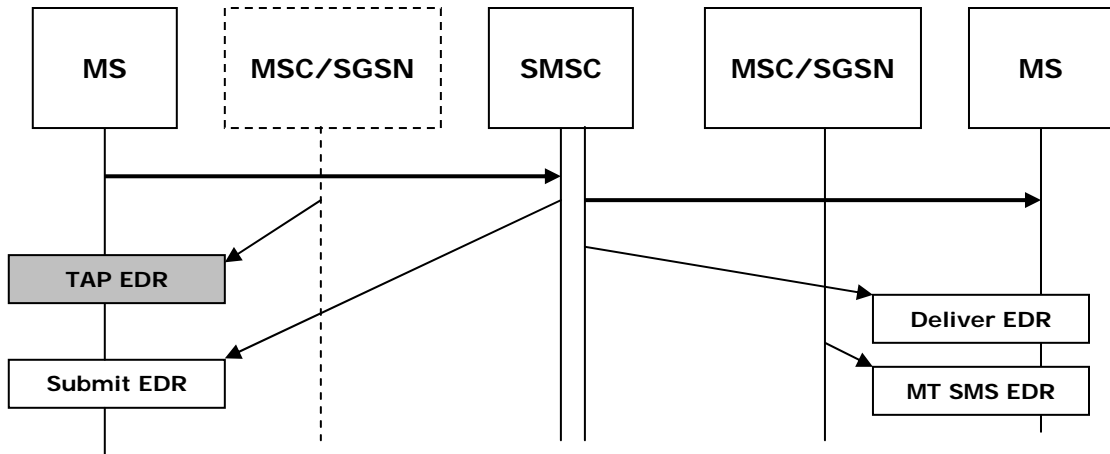 MS
MSC/SGSN
SMSC
MSC/SGSN
MS
TAP EDR
Deliver EDR
Submit EDR
MT SMS EDR